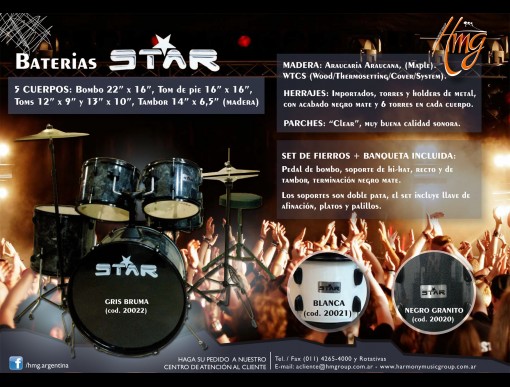 Baterias STAR
hmg
5 CUERPOS: Bombo 22” x 16”, Tom de pie 16” x 16”,
Toms 12” x 9” y 13” x 10”, Tambor 14” x 6,5” (madera)
MADERA: Araucaria Araucana, (Maple).
WTCS (Wood/Thermosetting/Cover/System).
HERRAJES: Importados, torres y holders de metal,
con acabado negro mate y 6 torres en cada cuerpo.
PARCHES: “Clear”, muy buena calidad sonora.
SET DE FIERROS + BANQUETA INCLUIDA:
Pedal de bombo, soporte de hi-hat, recto y de
tambor, terminación negro mate.
Los soportes son doble pata, el set incluye llave de
afinación, platos y palillos.
STAR
GRIS BRUMA
(cod. 20022)
STAR
BLANCA
(cod. 20021)
STAR
NEGRO GRANITO
(cod. 20020)
f /hmg.argentina
HAGA SU PEDIDO A NUESTRO
CENTRO DE ATENCIÓN AL CLIENTE
Tel. / Fax (011) 4265-4000 y Rotativas
E-mail: acliente@hmgroup.com.ar - www.harmonymusicgroup.com.ar